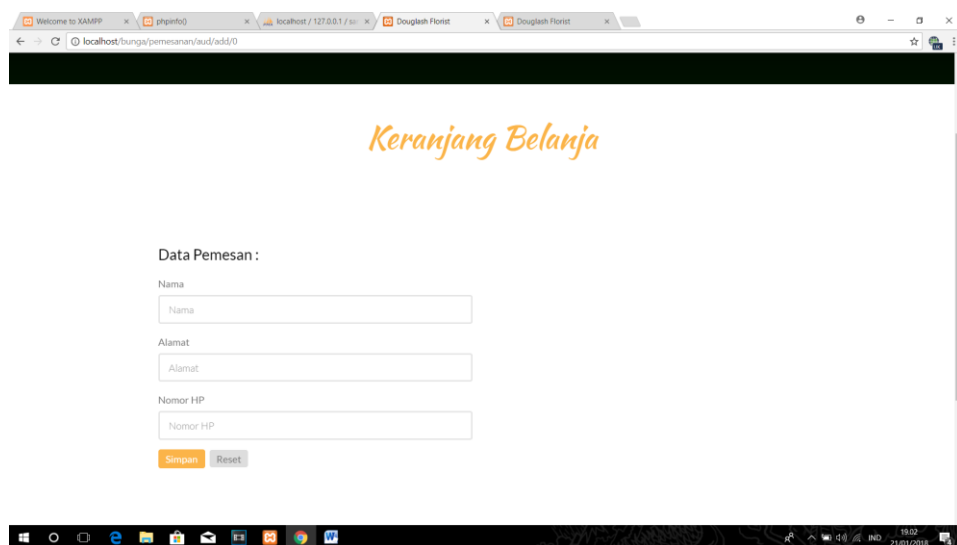 Welcome to XAMPP
phpinfo()
localhost / 127.0.0.1 /
Douglash Florist
Douglash Florist
localhost/bunga/pemesanan/aud/add/0
Keranjang Belanja
Data Pemesan :
Nama
Nama
Alamat
Alamat
Nomor HP
Nomor HP
Simpan Reset
IND
19.02
21/01/2018